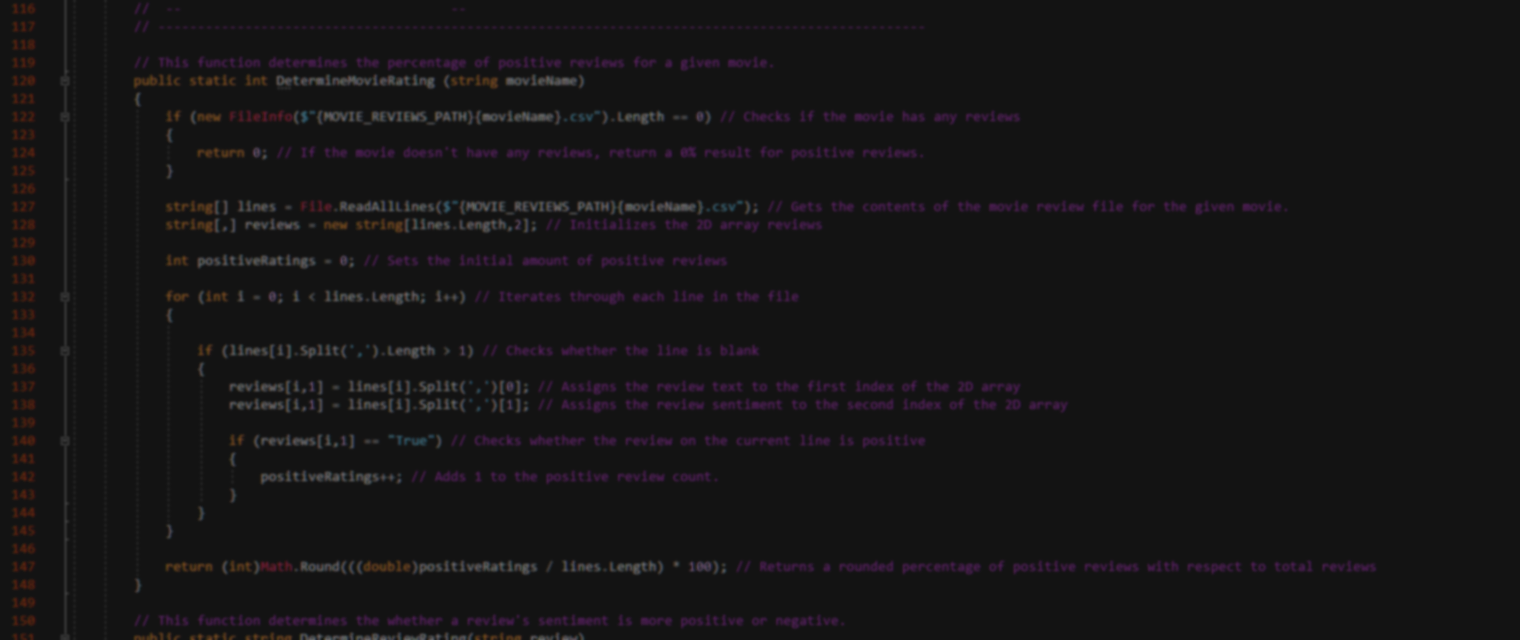 116 // -- --
117 // -------------------------------------------------------------------------------------------------
118
119 // This function determines the percentage of positive reviews for a given movie.
120 public static int DetermineMovieRating (string movieName)
121 {
122 if (new FileInfo($"{MOVIE_REVIEWS_PATH}{movieName}.csv").Length == 0) // Checks if the movie has any reviews
123 {
124 return 0; // If the movie doesn't have any reviews, return a 0% result for positive reviews.
125 }
126
127 string[] lines = File.ReadAllLines($"{MOVIE_REVIEWS_PATH}{movieName}.csv"); // Gets the contents of the movie review file for the given movie.
128 string[,] reviews = new string[lines.Length,2]; // Initializes the 2D array reviews
129
130 int positiveRatings = 0; // Sets the initial amount of positive reviews
131
132 for (int i = 0; i < lines.Length; i++) // Iterates through each line in the file
133 {
134
135 if (lines[i].Split(',').Length > 1) // Checks whether the line is blank
136 {
137 reviews[i,1] = lines[i].Split(',')[0]; // Assigns the review text to the first index of the 2D array
138 reviews[i,1] = lines[i].Split(',')[1]; // Assigns the review sentiment to the second index of the 2D array
139
140 if (reviews[i,1] == "True") // Checks whether the review on the current line is positive
141 {
142 positiveRatings++; // Adds 1 to the positive review count.
143 }
144 }
145 }
146
147 return (int)Math.Round(((double)positiveRatings / lines.Length) * 100); // Returns a rounded percentage of positive reviews with respect to total reviews
148 }
149
150 // This function determines the whether a review's sentiment is more positive or negative.
151 public static string DetermineReviewRating(string review)